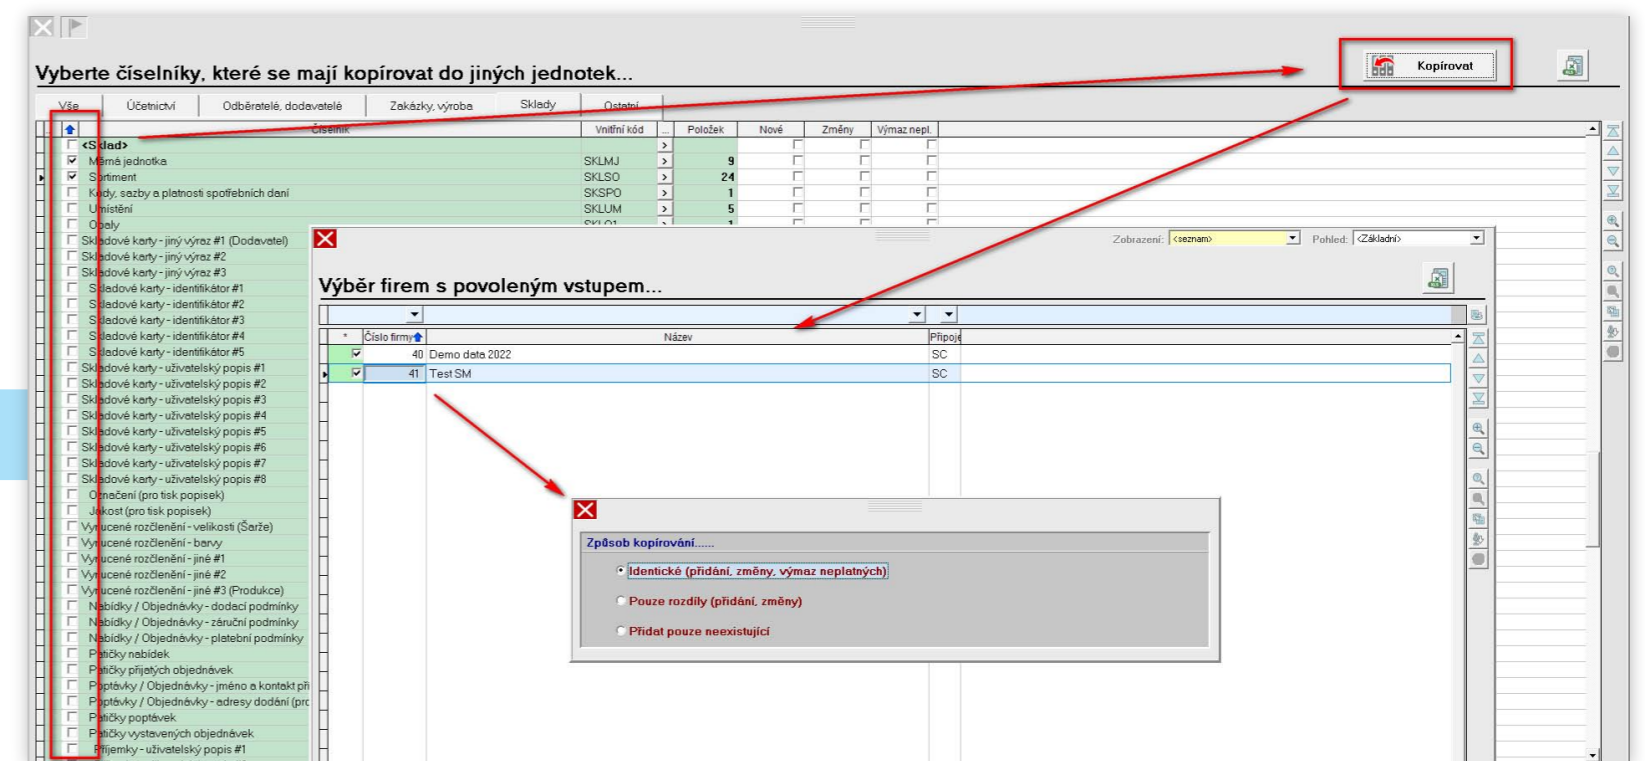 Vyberte číselníky, které se mají kopírovat do jiných jednotek...
Kopírovat
Vše Účetnictví Odběratelé, dodavatelé Zakázky, výroba Sklady Ostatní
Číselník Vnitřní kód ... Položek Nové Změny Výmaz nepl.
<Sklad> >
Měrná jednotka SKLMJ > 9
Sortiment SKLSO > 24
Kódy, sazby a platnosti spotřebních daní SKSPO > 1
Umístění SKLUM > 5
Obaly SKLO1 > 1
Skladové karty - jiný výraz #1 (Dodavatel)
Skladové karty - jiný výraz #2
Skladové karty - jiný výraz #3
Skladové karty - identifikátor #1
Skladové karty - identifikátor #2
Skladové karty - identifikátor #3
Skladové karty - identifikátor #4
Skladové karty - identifikátor #5
Skladové karty - uživatelský popis #1
Skladové karty - uživatelský popis #2
Skladové karty - uživatelský popis #3
Skladové karty - uživatelský popis #4
Skladové karty - uživatelský popis #5
Skladové karty - uživatelský popis #6
Skladové karty - uživatelský popis #7
Skladové karty - uživatelský popis #8
Označení (pro tisk popisek)
Jakost (pro tisk popisek)
Vynucené rozčlenění - velikosti (Šarže)
Vynucené rozčlenění - barvy
Vynucené rozčlenění - jiné #1
Vynucené rozčlenění - jiné #2
Vynucené rozčlenění - jiné #3 (Produkce)
Nabídky / Objednávky - dodací podmínky
Nabídky / Objednávky - záruční podmínky
Nabídky / Objednávky - platební podmínky
Patičky nabídek
Patičky přijatých objednávek
Poptávky / Objednávky - jméno a kontakt při
Poptávky / Objednávky - adresy dodání (pro
Patičky poptávek
Patičky vystavených objednávek
Příjemky - uživatelský popis #1
Zobrazení: <seznam> Pohled: <Základní>
Výběr firem s povoleným vstupem...
* Číslo firmy Název Připoje
40 Demo data 2022 SC
41 Test SM SC
Způsob kopírování......
Identické (přidání, změny, výmaz neplatných)
Pouze rozdíly (přidání, změny)
Přidat pouze neexistující